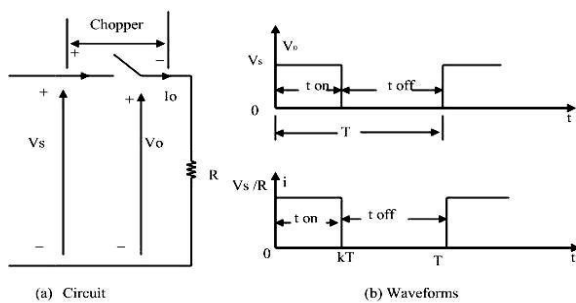 Chopper
+ −
+ + Io
Vs Vo
R
− −
(a) Circuit
Vs Vo
t on t off
0 t
T
Vs /R i
t on t off
0 kT T t
(b) Waveforms